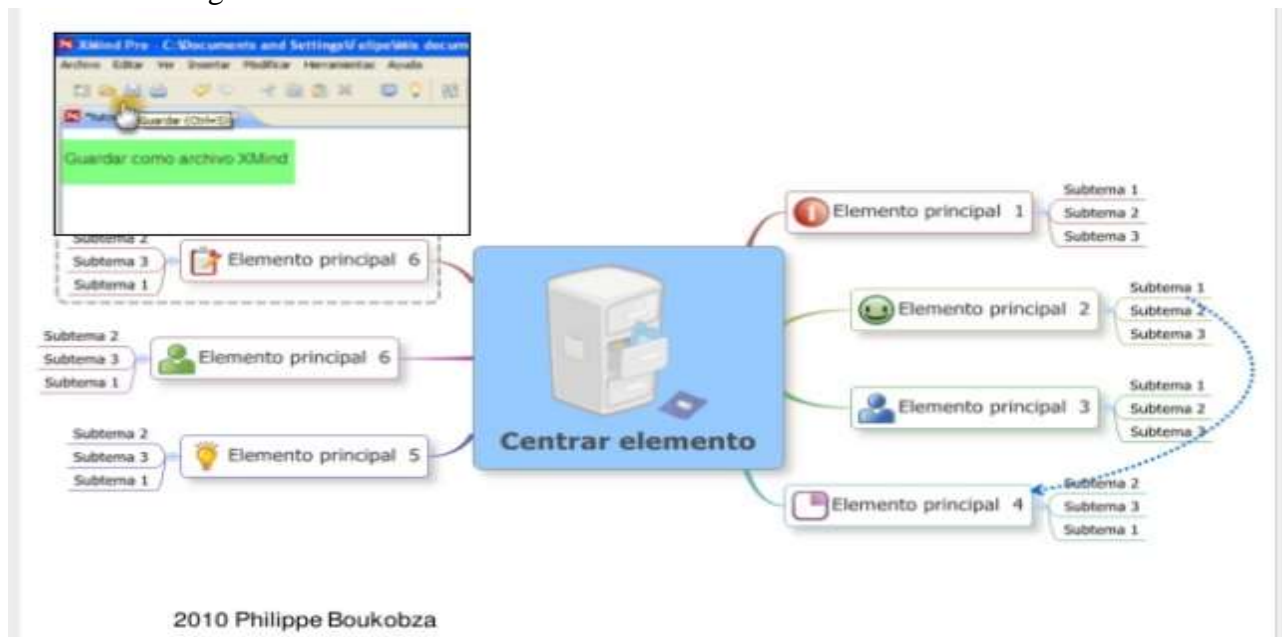 XMind Pro - C:\Documents and Settings\Felipe\Mis docum
Archivo Editar Ver Insertar Modificar Herramientas Ayuda
Guardar (Ctrl+S)
Guardar como archivo XMind
Elemento principal 1
Subtema 1
Subtema 2
Subtema 3
Subtema 2
Subtema 3
Subtema 1
Elemento principal 6
Elemento principal 2
Subtema 1
Subtema 2
Subtema 3
Subtema 2
Subtema 3
Subtema 1
Elemento principal 6
Elemento principal 3
Subtema 1
Subtema 2
Subtema 3
Subtema 2
Subtema 3
Subtema 1
Elemento principal 5
Centrar elemento
Elemento principal 4
Subtema 2
Subtema 3
Subtema 1
2010 Philippe Boukobza